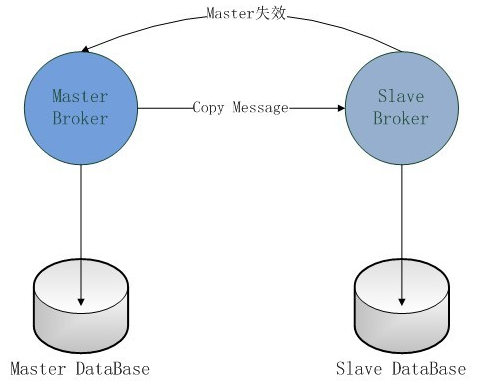 Master失效
Master
Broker
Copy Message
Slave
Broker
Master DataBase
Slave DataBase